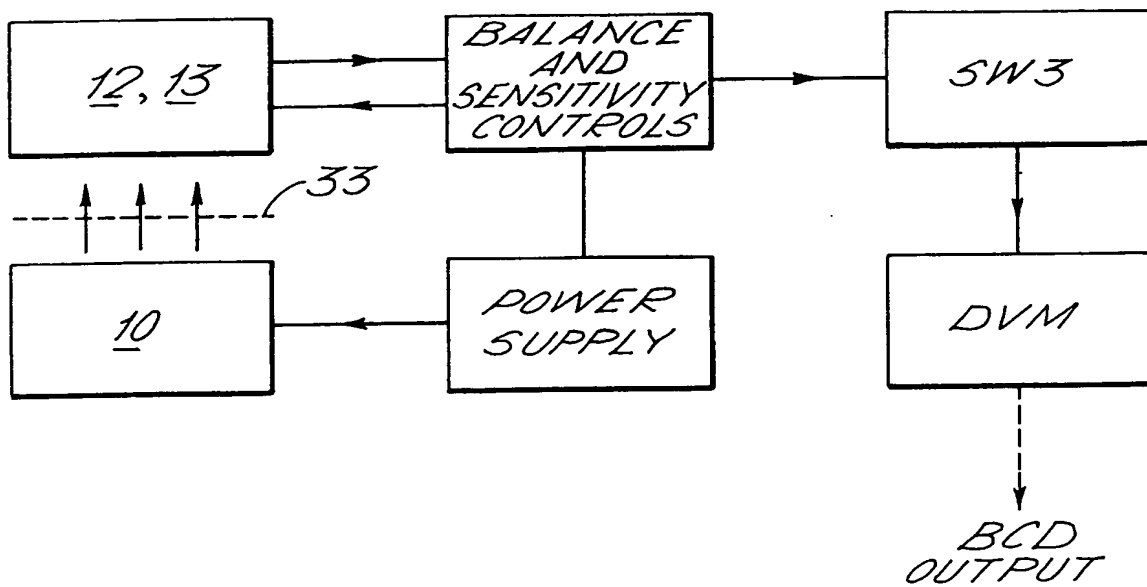 12, 13
BALANCE
AND
SENSITIVITY
CONTROLS
SW3
33
10
POWER
SUPPLY
DVM
BCD
OUTPUT